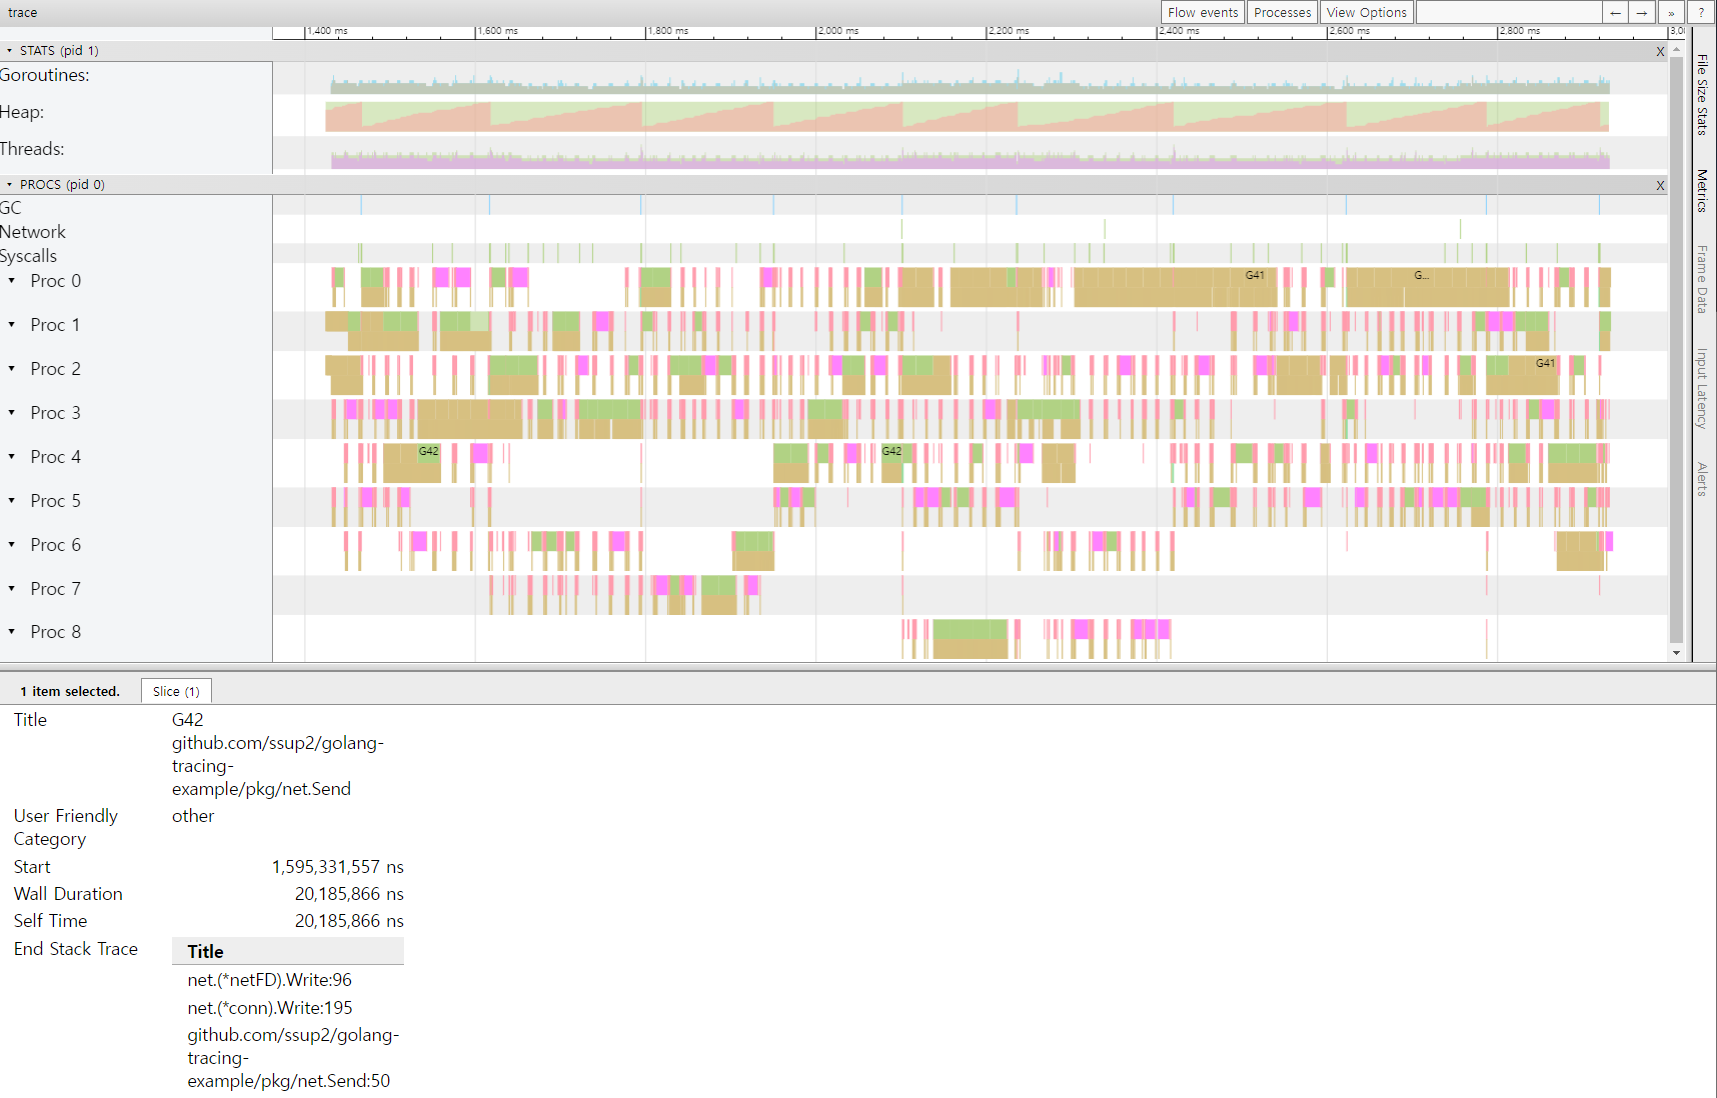 trace
Flow events Processes View Options ← → » ?
1,400 ms 1,600 ms 1,800 ms 2,000 ms 2,200 ms 2,400 ms 2,600 ms 2,800 ms 3,0
STATS (pid 1) X
Goroutines:
Heap:
Threads:
PROCS (pid 0) X
GC
Network
Syscalls
Proc 0 G41 G...
Proc 1
Proc 2 G41
Proc 3
Proc 4 G42 G42
Proc 5
Proc 6
Proc 7
Proc 8
File Size Stats
Metrics
Frame Data
Input Latency
Alerts
1 item selected. Slice (1)
Title G42
github.com/ssup2/golang-
tracing-
example/pkg/net.Send
User Friendly other
Category
Start 1,595,331,557 ns
Wall Duration 20,185,866 ns
Self Time 20,185,866 ns
End Stack Trace Title
net.(*netFD).Write:96
net.(*conn).Write:195
github.com/ssup2/golang-
tracing-
example/pkg/net.Send:50